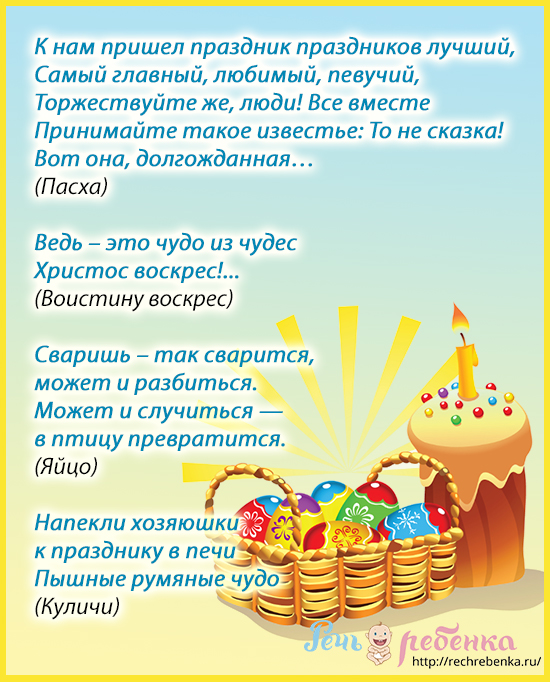 К нам пришел праздник праздников лучший,
Самый главный, любимый, певучий,
Торжествуйте же, люди! Все вместе
Принимайте такое известье: То не сказка!
Вот она, долгожданная…
(Пасха)
Ведь – это чудо из чудес
Христос воскрес!...
(Воистину воскрес)
Сваришь – так сварится,
может и разбиться.
Может и случиться —
в птицу превратится.
(Яйцо)
Напекли хозяюшки
к празднику в печи
Пышные румяные чудо -
(Куличи)
Речь ребенка
http://rechrebenka.ru/